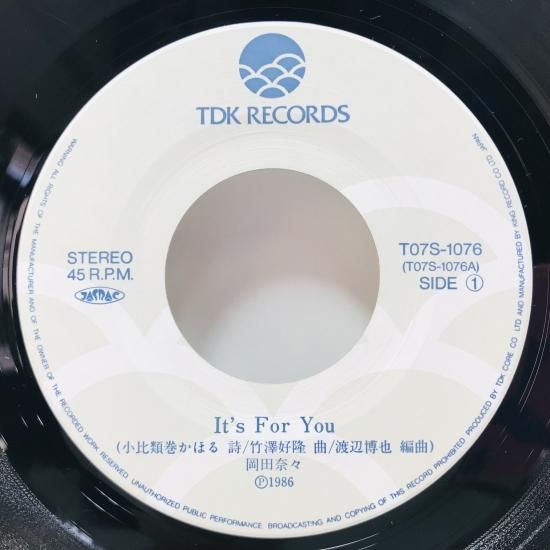 TDK RECORDS
STEREO
45 R.P.M.
JASRAC
T07S-1076
(T07S-1076A)
SIDE ①
It's For You
(小比類巻かほる 詩/竹澤好隆 曲/渡辺博也 編曲)
岡田奈々
Ⓟ1986
WARNING: ALL RIGHTS OF THE MANUFACTURER AND OF THE OWNER OF THE RECORDED WORK RESERVED. UNAUTHORIZED PUBLIC PERFORMANCE, BROADCASTING AND COPYING OF THIS RECORD PROHIBITED. PRODUCED BY TDK CORE CO. LTD. AND MANUFACTURED BY KING RECORD CO. LTD. JAPAN